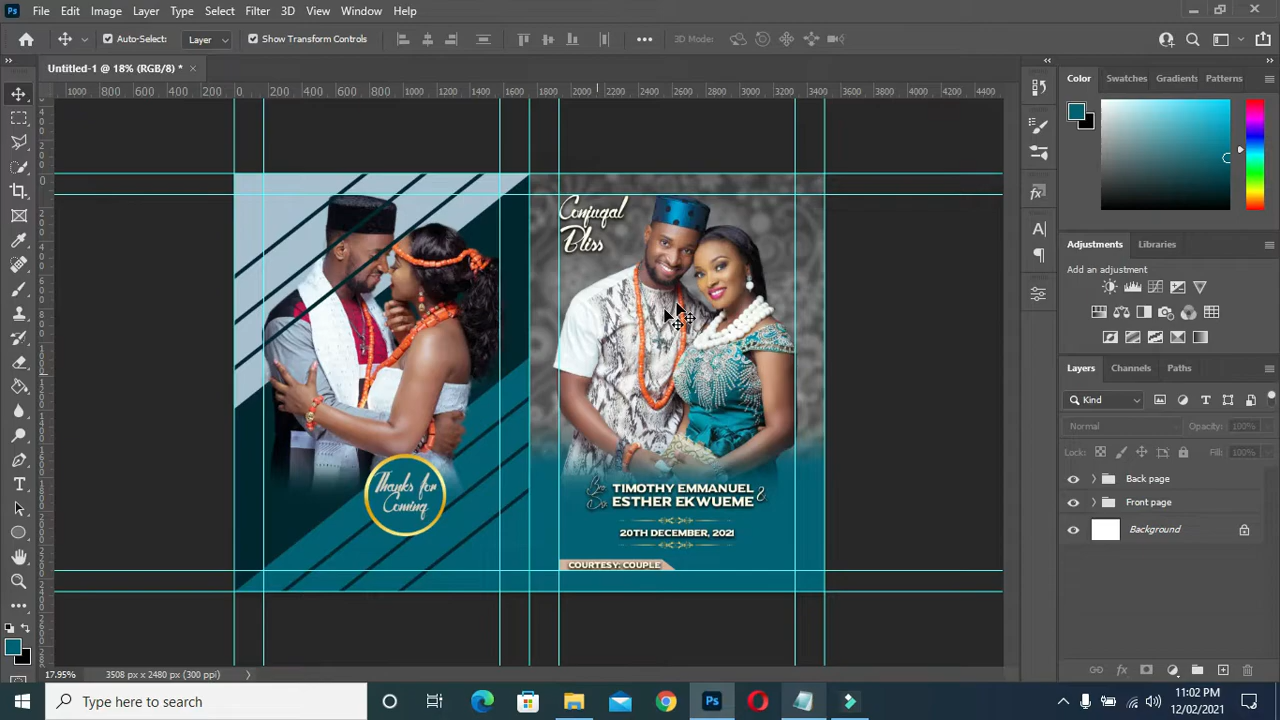 Ps File Edit Image Layer Type Select Filter 3D View Window Help
Auto-Select: Layer Show Transform Controls 3D Mode:
Untitled-1 @ 18% (RGB/8) *
Color Swatches Gradients Patterns
1000 800 600 400 200 0 200 400 600 800 1000 1200 1400 1600 1800 2000 2200 2400 2600 2800 3000 3200 3400 3600 3800 4000 4200 4400
Conjugal
Bliss
Thanks for
Coming
TIMOTHY EMMANUEL
ESTHER EKWUEME
&
20TH DECEMBER, 2021
COURTESY: COUPLE
Adjustments Libraries
Add an adjustment
Layers Channels Paths
Kind
Normal Opacity: 100%
Lock: Fill: 100%
Back page
Front page
Background
17.95% 3508 px x 2480 px (300 ppi)
Type here to search
Ps
11:02 PM
12/02/2021